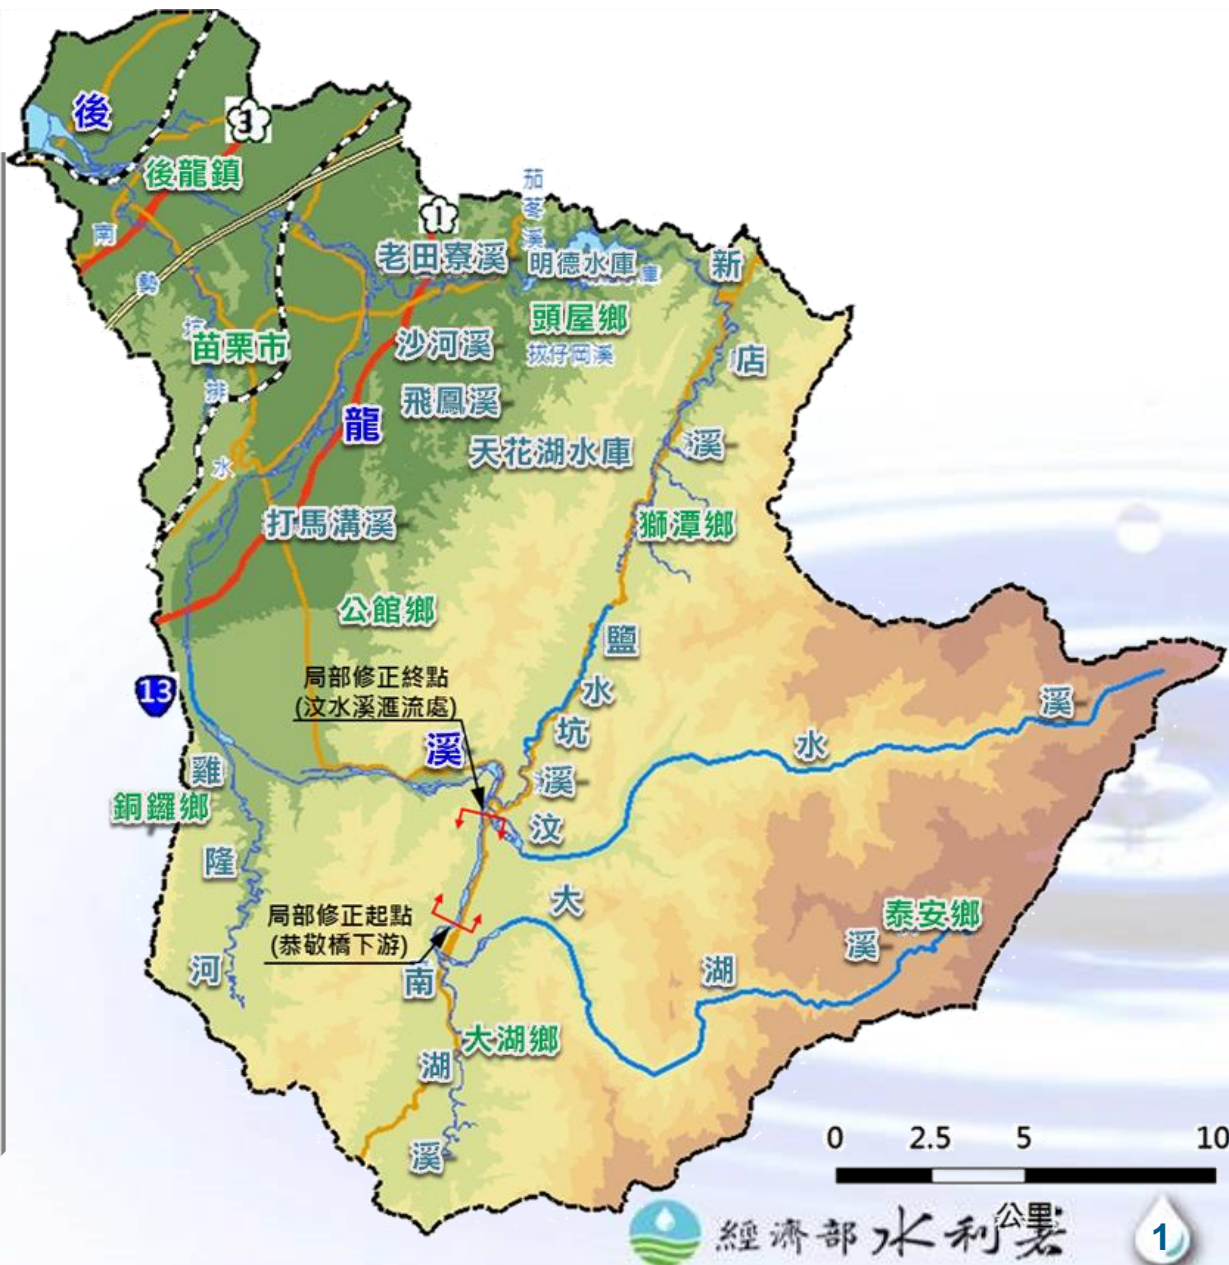 後
3
後龍鎮
南
勢
坑
排
水
苗栗市
1
茄苳溪
老田寮溪
明德水庫
庫
新店溪
頭屋鄉
沙河溪
拔仔岡溪
飛鳳溪
龍
天花湖水庫
打馬溝溪
獅潭鄉
公館鄉
鹽水坑溪
局部修正終點
(汶水溪滙流處)
13
溪
汶水溪
雞隆河
銅鑼鄉
大湖溪
泰安鄉
局部修正起點
(恭敬橋下游)
南湖溪
大湖鄉
0 2.5 5 10
公里
經濟部水利署
1